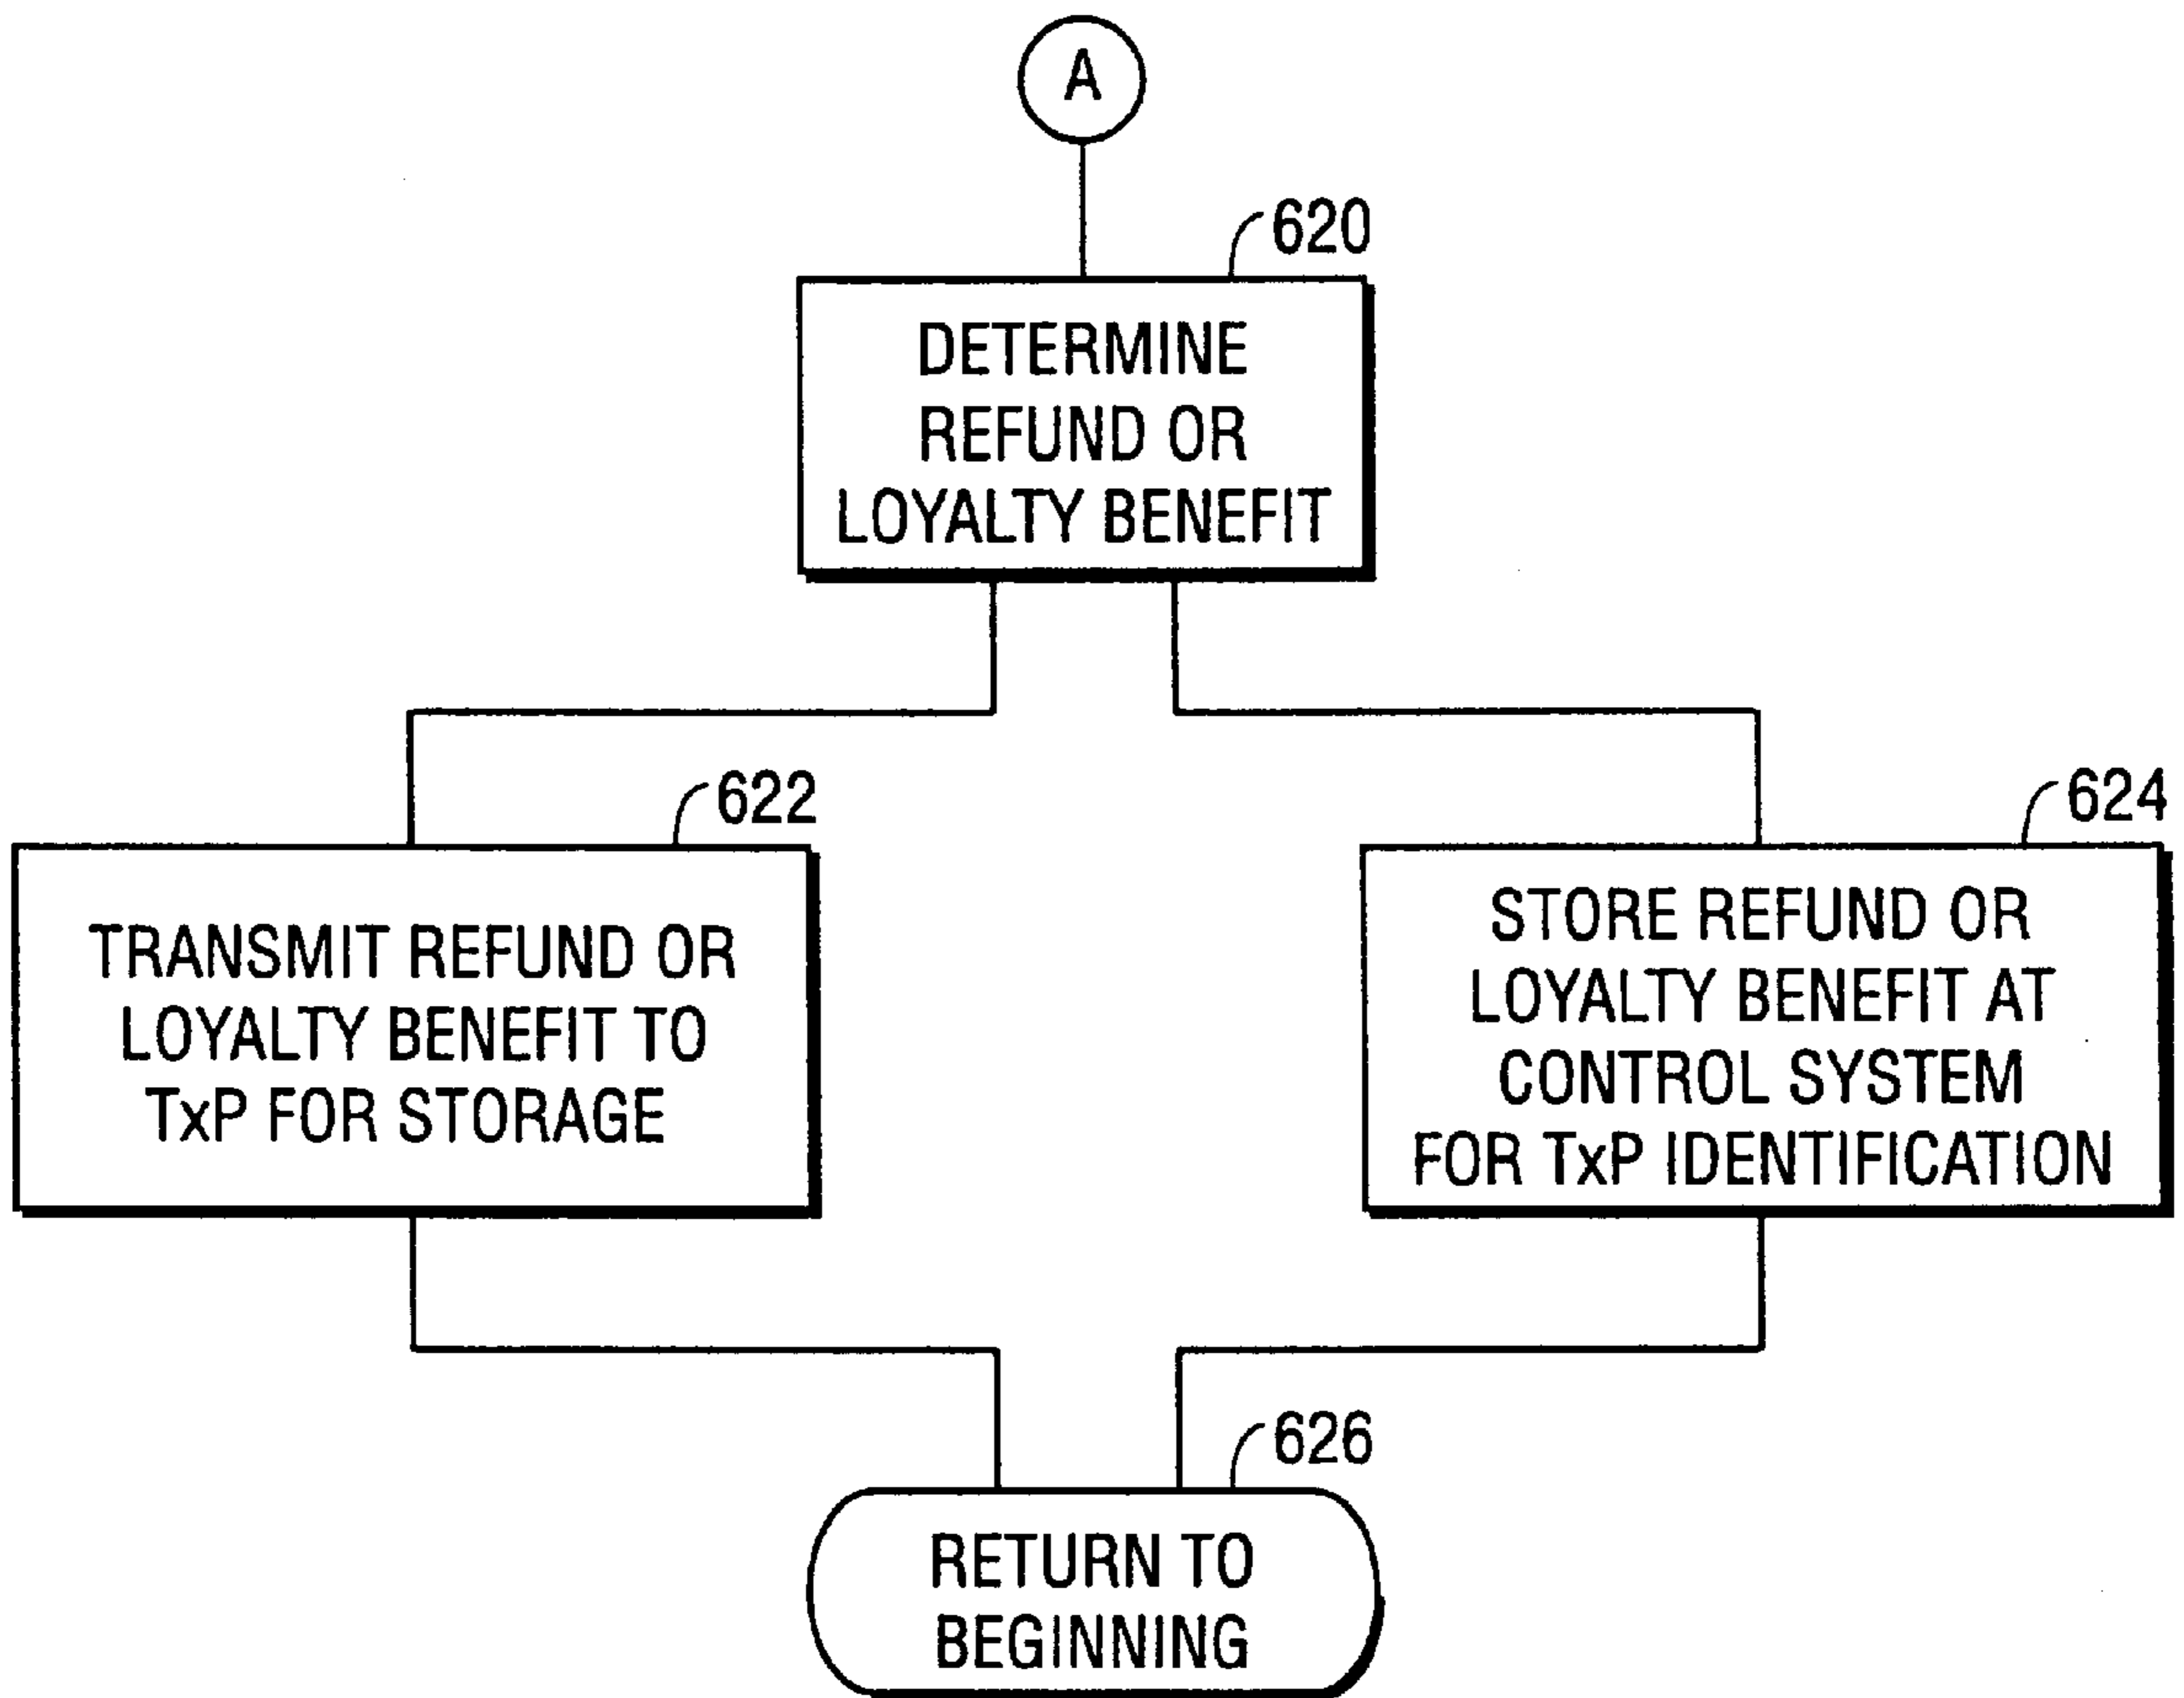 A
620
DETERMINE
REFUND OR
LOYALTY BENEFIT
622
TRANSMIT REFUND OR
LOYALTY BENEFIT TO
TxP FOR STORAGE
624
STORE REFUND OR
LOYALTY BENEFIT AT
CONTROL SYSTEM
FOR TxP IDENTIFICATION
626
RETURN TO
BEGINNING